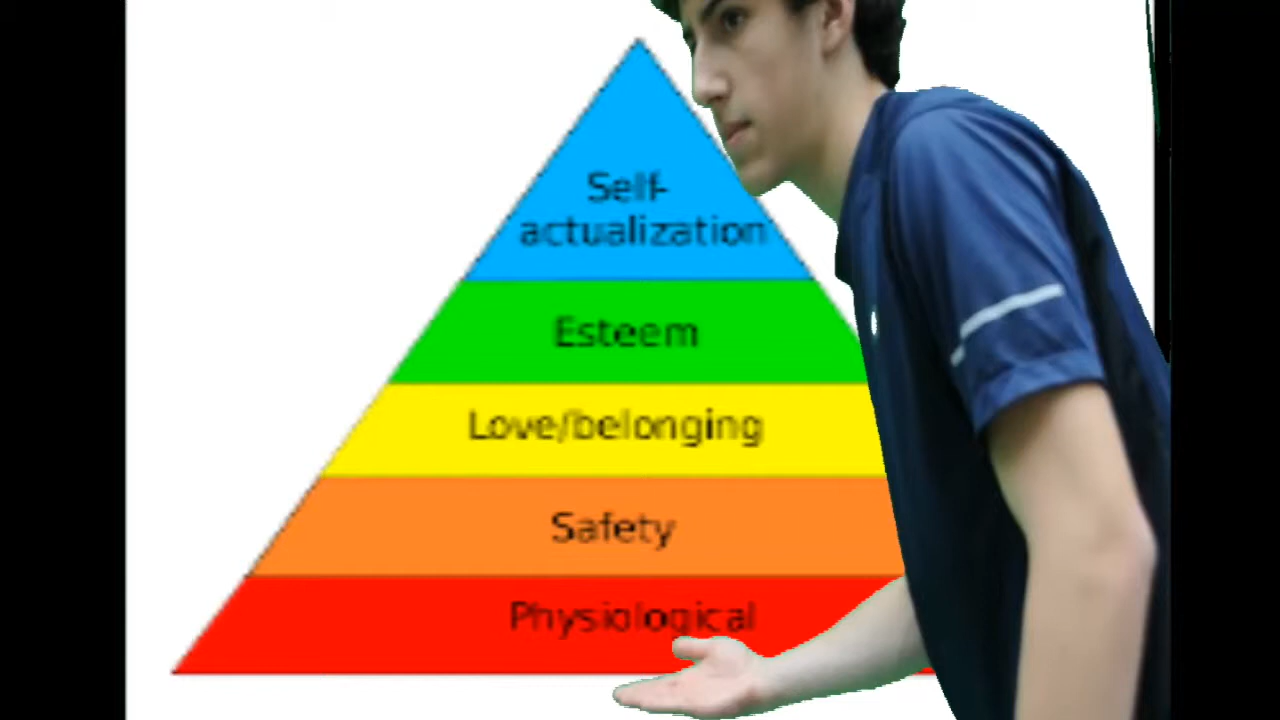 Self-
actualization
Esteem
Love/belonging
Safety
Physiological